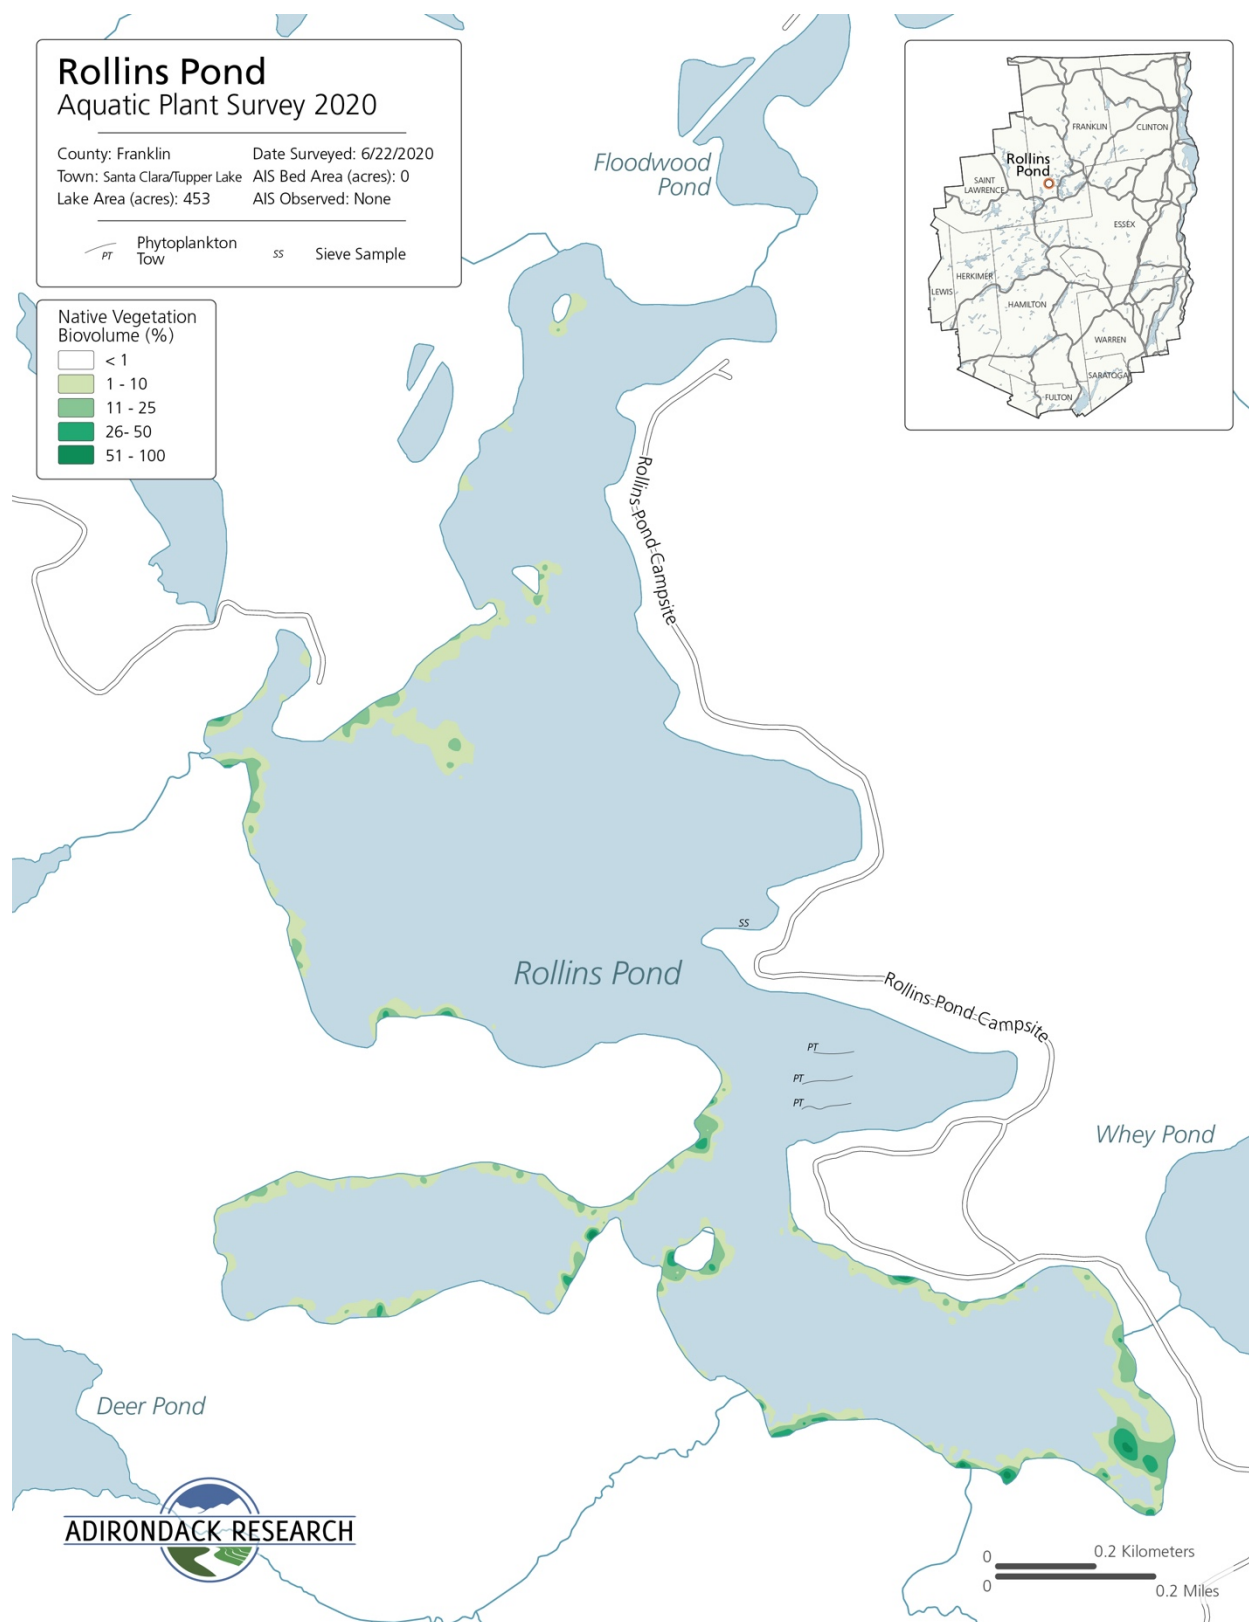 Rollins Pond
Aquatic Plant Survey 2020
County: Franklin
Date Surveyed: 6/22/2020
Town: Santa Clara/Tupper Lake
AIS Bed Area (acres): 0
Lake Area (acres): 453
AIS Observed: None
PT
Phytoplankton
Tow
SS
Sieve Sample
Native Vegetation
Biovolume (%)
< 1
1 - 10
11 - 25
26- 50
51 - 100
Floodwood
Pond
FRANKLIN
CLINTON
Rollins
Pond
SAINT
LAWRENCE
ESSEX
HERKIMER
LEWIS
HAMILTON
WARREN
SARATOGA
FULTON
Rollins-Pond-Campsite
SS
Rollins Pond
Rollins-Pond-Campsite
PT
PT
PT
Whey Pond
Deer Pond
ADIRONDACK RESEARCH
0
0.2 Kilometers
0
0.2 Miles